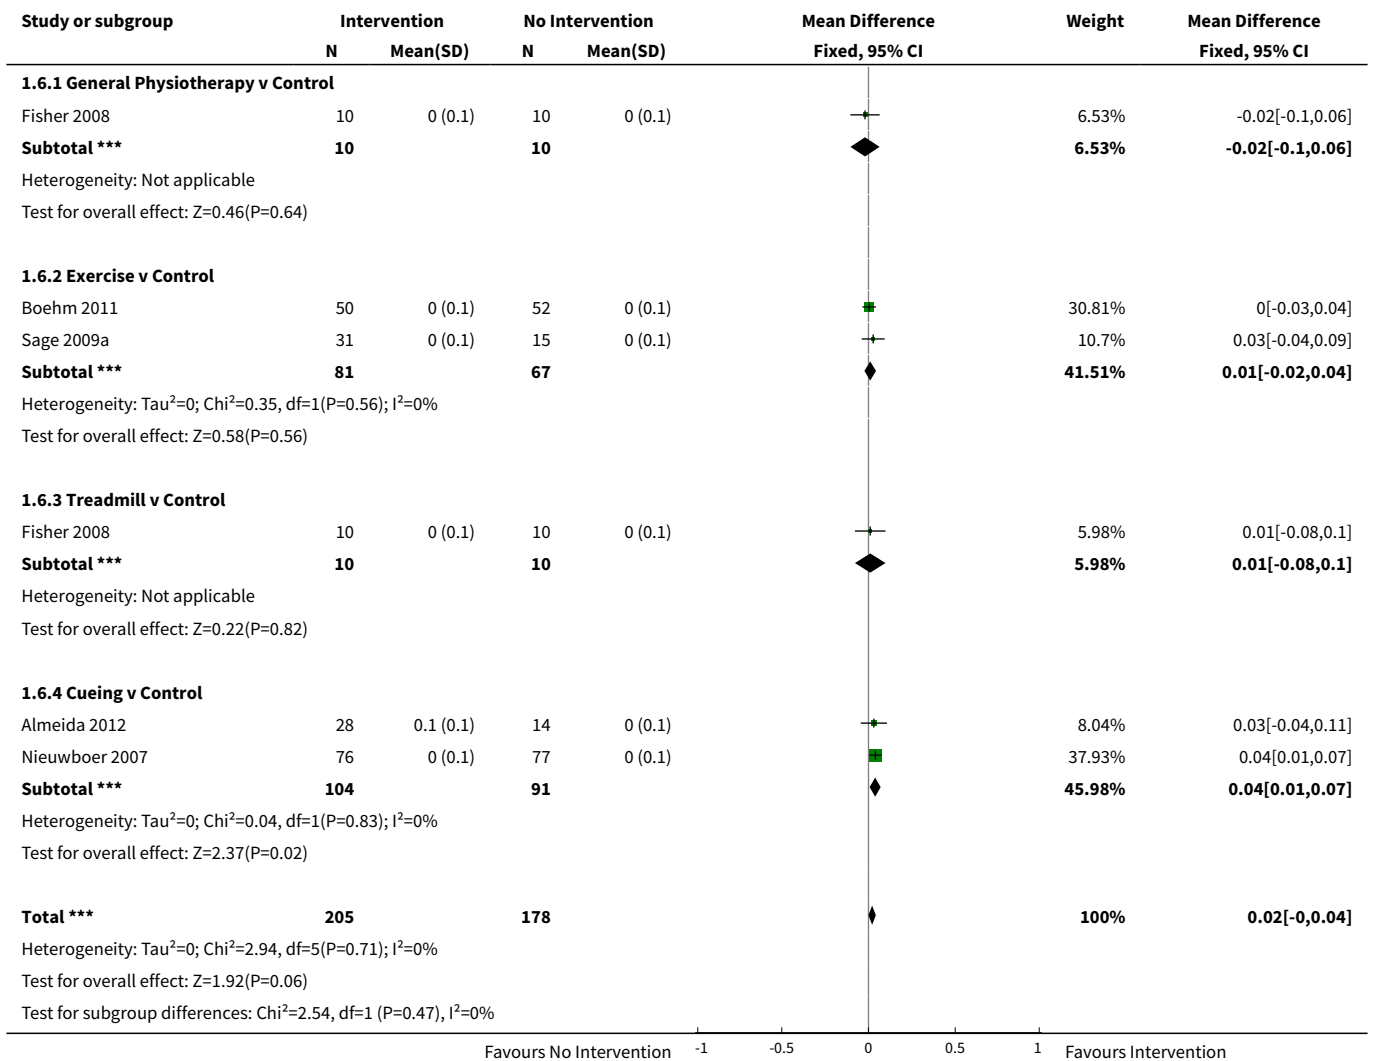 Study or subgroup Intervention No Intervention Mean Difference Weight Mean Difference
N Mean(SD) N Mean(SD) Fixed, 95% CI Fixed, 95% CI
1.6.1 General Physiotherapy v Control
Fisher 2008 10 0 (0.1) 10 0 (0.1) 6.53% -0.02[-0.1,0.06]
Subtotal *** 10 10 6.53% -0.02[-0.1,0.06]
Heterogeneity: Not applicable
Test for overall effect: Z=0.46(P=0.64)
1.6.2 Exercise v Control
Boehm 2011 50 0 (0.1) 52 0 (0.1) 30.81% 0[-0.03,0.04]
Sage 2009a 31 0 (0.1) 15 0 (0.1) 10.7% 0.03[-0.04,0.09]
Subtotal *** 81 67 41.51% 0.01[-0.02,0.04]
Heterogeneity: Tau²=0; Chi²=0.35, df=1(P=0.56); I²=0%
Test for overall effect: Z=0.58(P=0.56)
1.6.3 Treadmill v Control
Fisher 2008 10 0 (0.1) 10 0 (0.1) 5.98% 0.01[-0.08,0.1]
Subtotal *** 10 10 5.98% 0.01[-0.08,0.1]
Heterogeneity: Not applicable
Test for overall effect: Z=0.22(P=0.82)
1.6.4 Cueing v Control
Almeida 2012 28 0.1 (0.1) 14 0 (0.1) 8.04% 0.03[-0.04,0.11]
Nieuwboer 2007 76 0 (0.1) 77 0 (0.1) 37.93% 0.04[0.01,0.07]
Subtotal *** 104 91 45.98% 0.04[0.01,0.07]
Heterogeneity: Tau²=0; Chi²=0.04, df=1(P=0.83); I²=0%
Test for overall effect: Z=2.37(P=0.02)
Total *** 205 178 100% 0.02[-0,0.04]
Heterogeneity: Tau²=0; Chi²=2.94, df=5(P=0.71); I²=0%
Test for overall effect: Z=1.92(P=0.06)
Test for subgroup differences: Chi²=2.54, df=1 (P=0.47), I²=0%
Favours No Intervention -1 -0.5 0 0.5 1 Favours Intervention